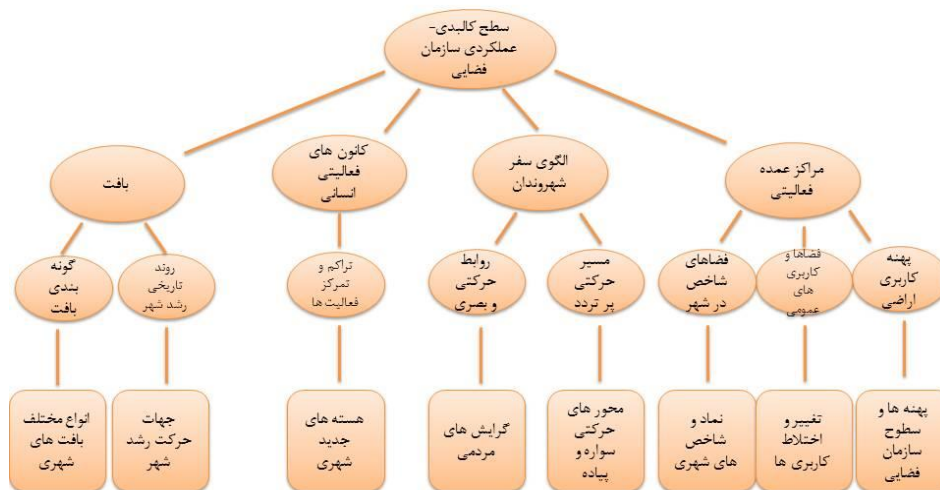 سطح کالبدی-
عملکردی سازمان
فضایی
مراکز عمده
فعالیتی
الگوی سفر
شهروندان
کانون های
فعالیتی
انسانی
بافت
پهنه
کاربری
اراضی
فضاها و
کاربری
های
عمومی
فضاهای
شاخص
در شهر
مسیر
حرکتی
پر تردد
روابط
حرکتی
و بصری
تراکم و
تمرکز
فعالیت ها
روند
تاریخی
رشد شهر
گونه
بندی
بافت
پهنه ها و
سطوح
سازمان
فضایی
تغییر و
اختلاط
کاربری ها
نماد و
شاخص
های شهری
محور های
حرکتی
سواره و
پیاده
گرایش های
مردمی
هسته های
جدید
شهری
جهات
حرکت رشد
شهر
انواع مختلف
بافت های
شهری